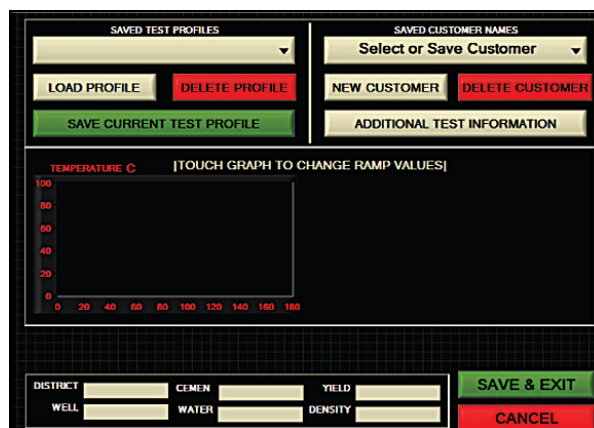 SAVED TEST PROFILES
SAVED CUSTOMER NAMES
Select or Save Customer
LOAD PROFILE
DELETE PROFILE
NEW CUSTOMER
DELETE CUSTOMER
SAVE CURRENT TEST PROFILE
ADDITIONAL TEST INFORMATION
TEMPERATURE C
|TOUCH GRAPH TO CHANGE RAMP VALUES|
100
80
60
40
20
0
0 20 40 60 80 100 120 140 160 180
DISTRICT CEMEN YIELD
WELL WATER DENSITY
SAVE & EXIT
CANCEL